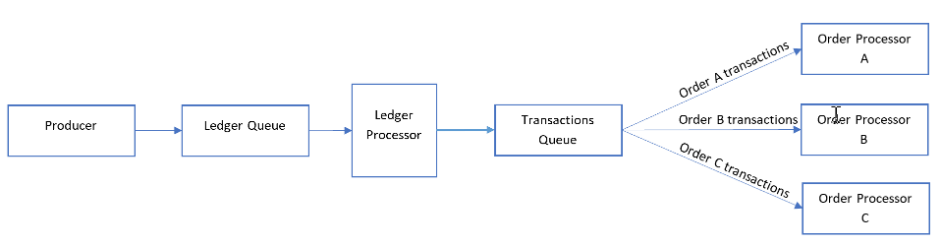 Producer
Ledger Queue
Ledger
Processor
Transactions
Queue
Order A transactions
Order B transactions
Order C transactions
Order Processor
A
Order Processor
B
Order Processor
C